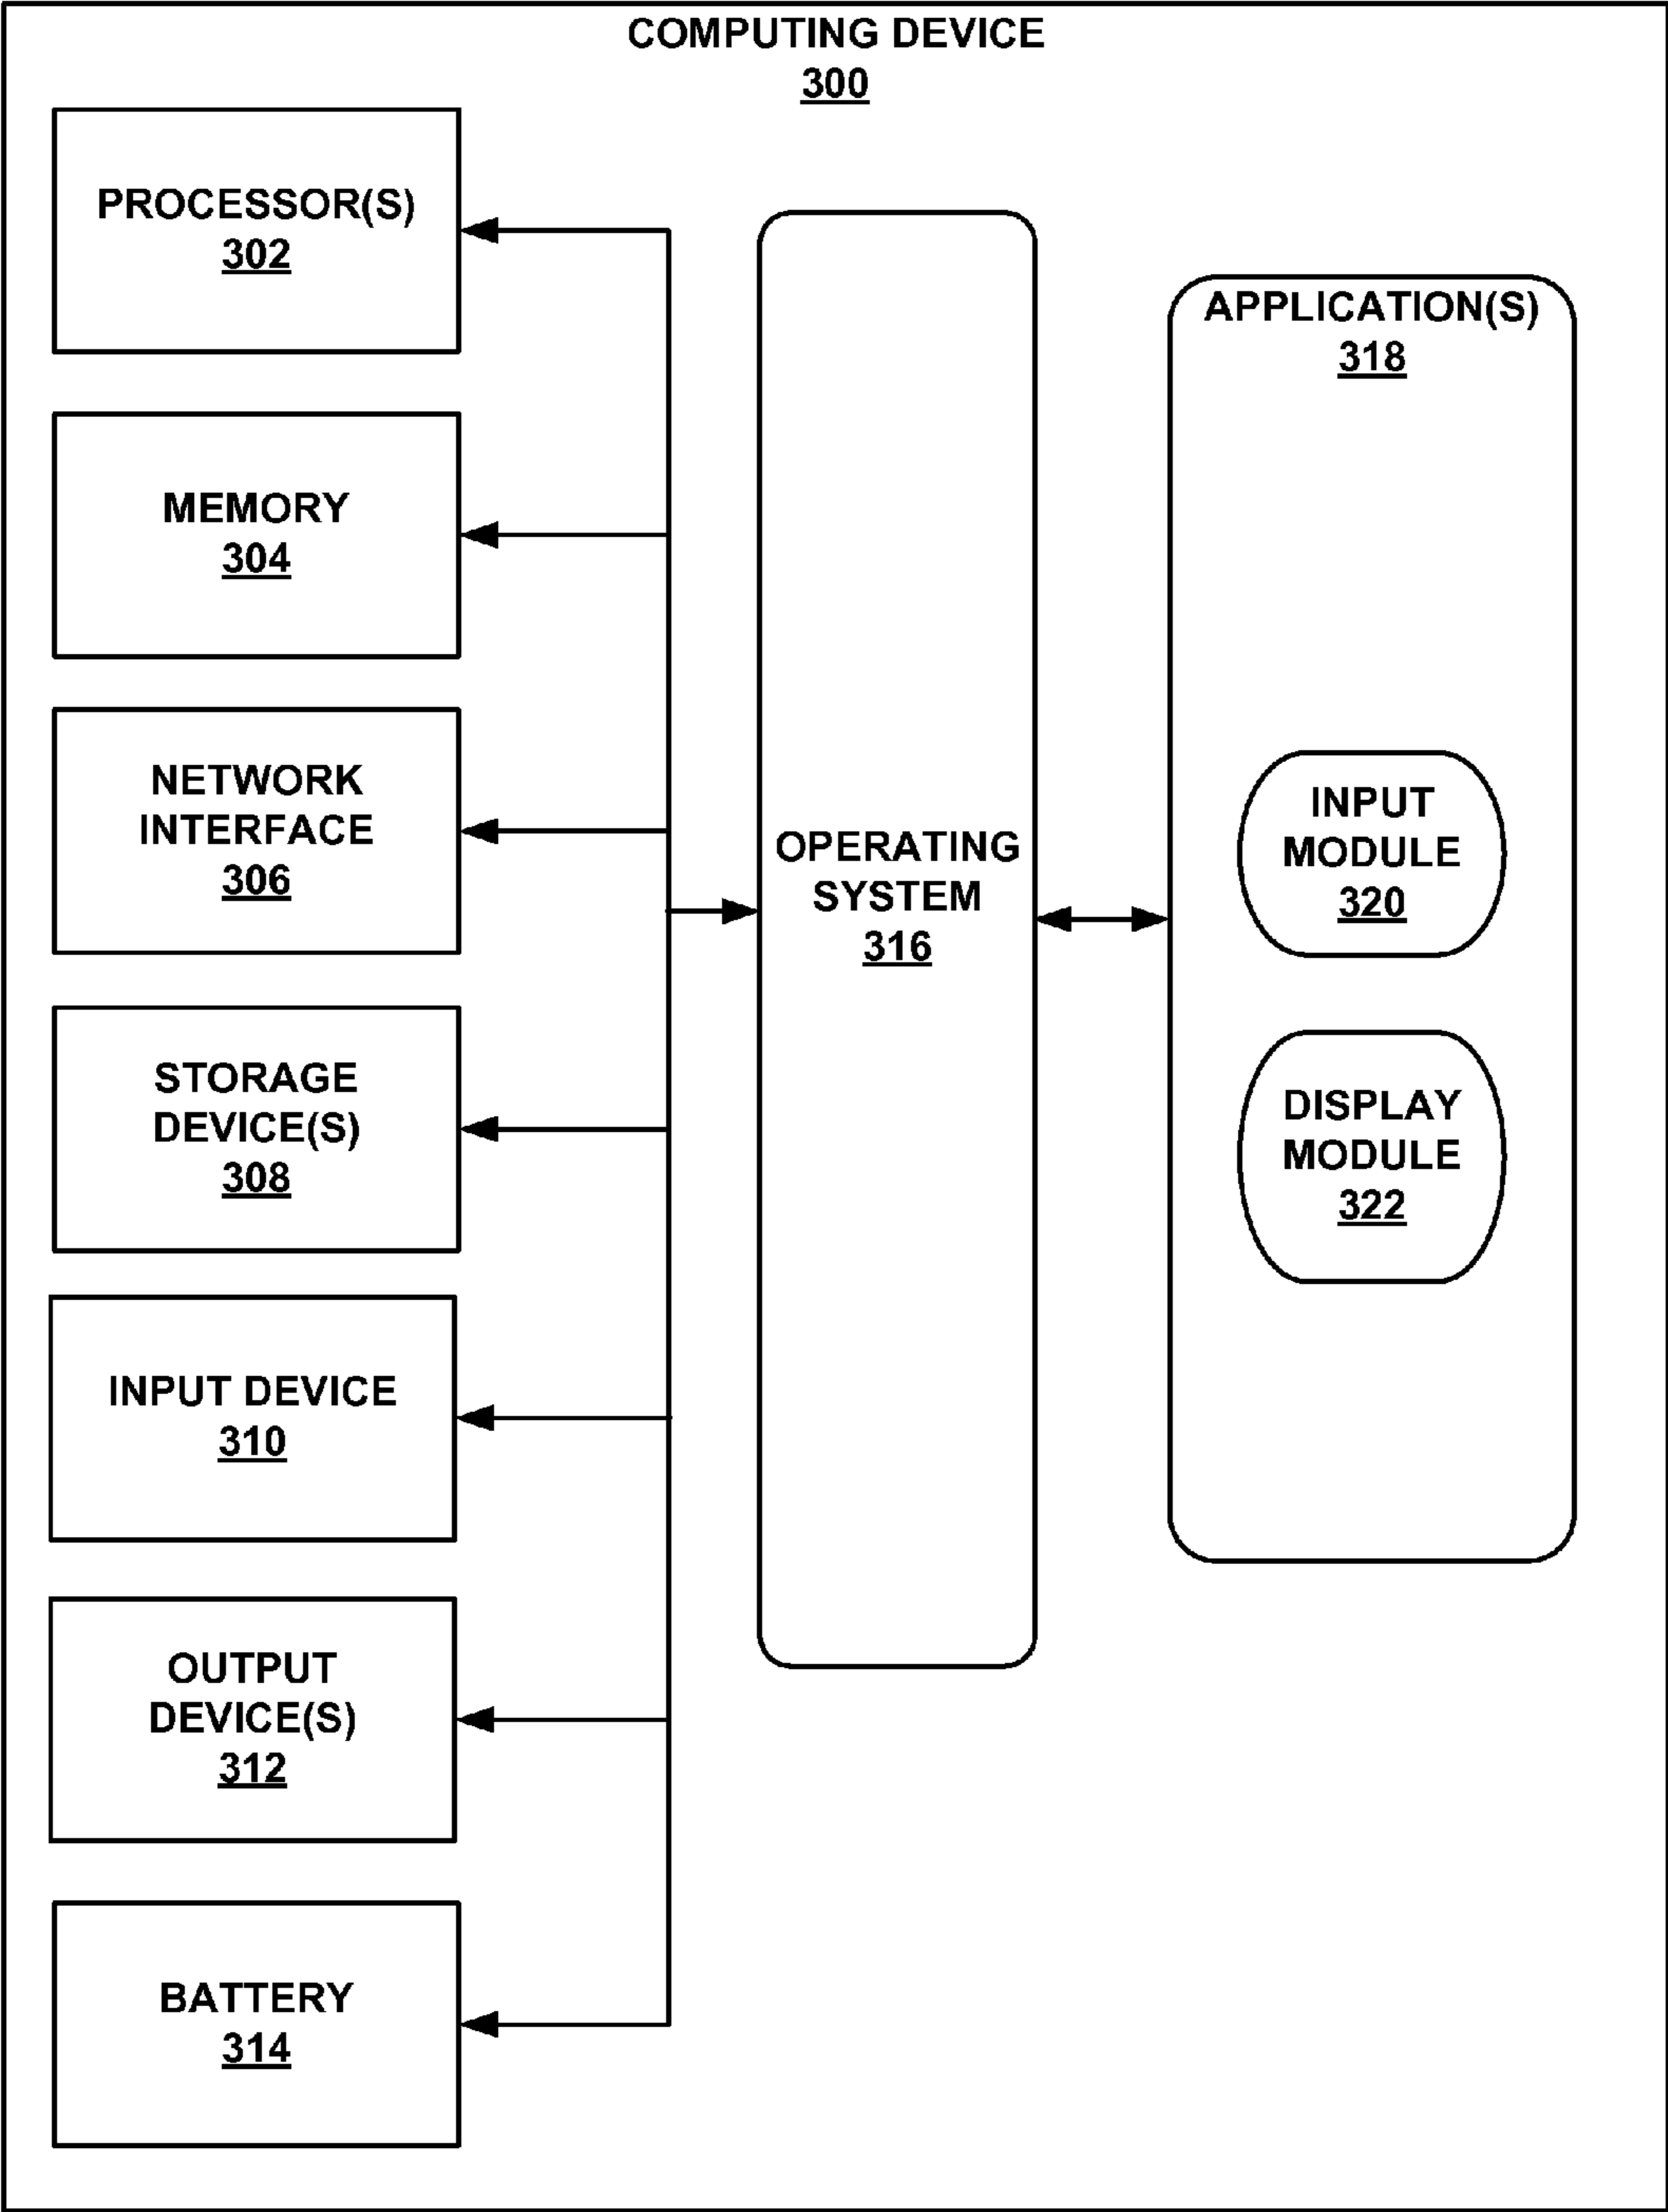 COMPUTING DEVICE
300
PROCESSOR(S)
302
MEMORY
304
NETWORK
INTERFACE
306
STORAGE
DEVICE(S)
308
INPUT DEVICE
310
OUTPUT
DEVICE(S)
312
BATTERY
314
OPERATING
SYSTEM
316
APPLICATION(S)
318
INPUT
MODULE
320
DISPLAY
MODULE
322